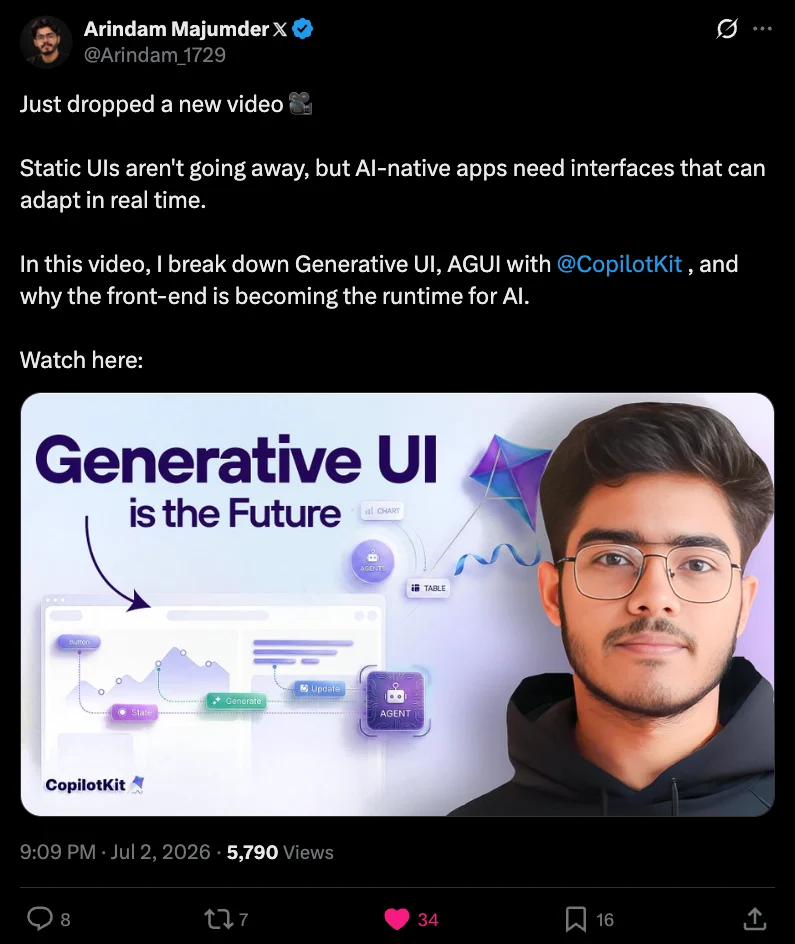 Arindam Majumder X
@Arindam_1729
Just dropped a new video 🎥
Static UIs aren't going away, but AI-native apps need interfaces that can
adapt in real time.
In this video, I break down Generative UI, AGUI with @CopilotKit , and
why the front-end is becoming the runtime for AI.
Watch here:
Generative UI
is the Future
CHART
AGENTS
TABLE
Button
State
Generate
Update
AGENT
CopilotKit
9:09 PM · Jul 2, 2026 · 5,790 Views
8 7 34 16